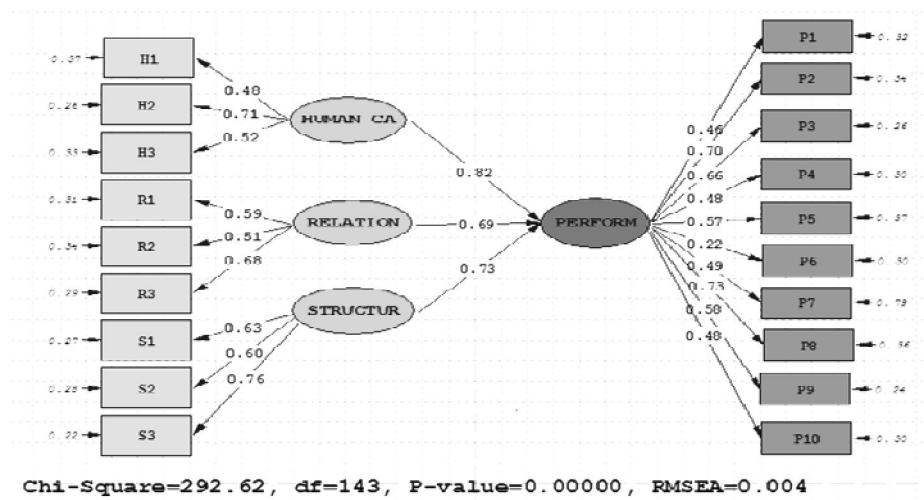 P1 0.32
0.37 H1
P2 0.34
0.48
0.26 H2 0.71
HUMAN CA
P3 0.26
0.46
0.52
0.70
H3
0.66
0.82
P4 0.30
0.48
R1
0.59
RELATION 0.69 PERFORM
0.57 P5 0.37
0.51
R2
0.22
P6 0.30
0.68
0.49
0.73
0.73
0.29 R3
P7 0.79
STRUCTUR
0.58
0.63
0.27 S1
0.48
P8 0.36
0.60
S2
P9 0.24
0.76
0.22 S3
P10 0.30
Chi-Square=292.62, df=143, P-value=0.00000, RMSEA=0.004